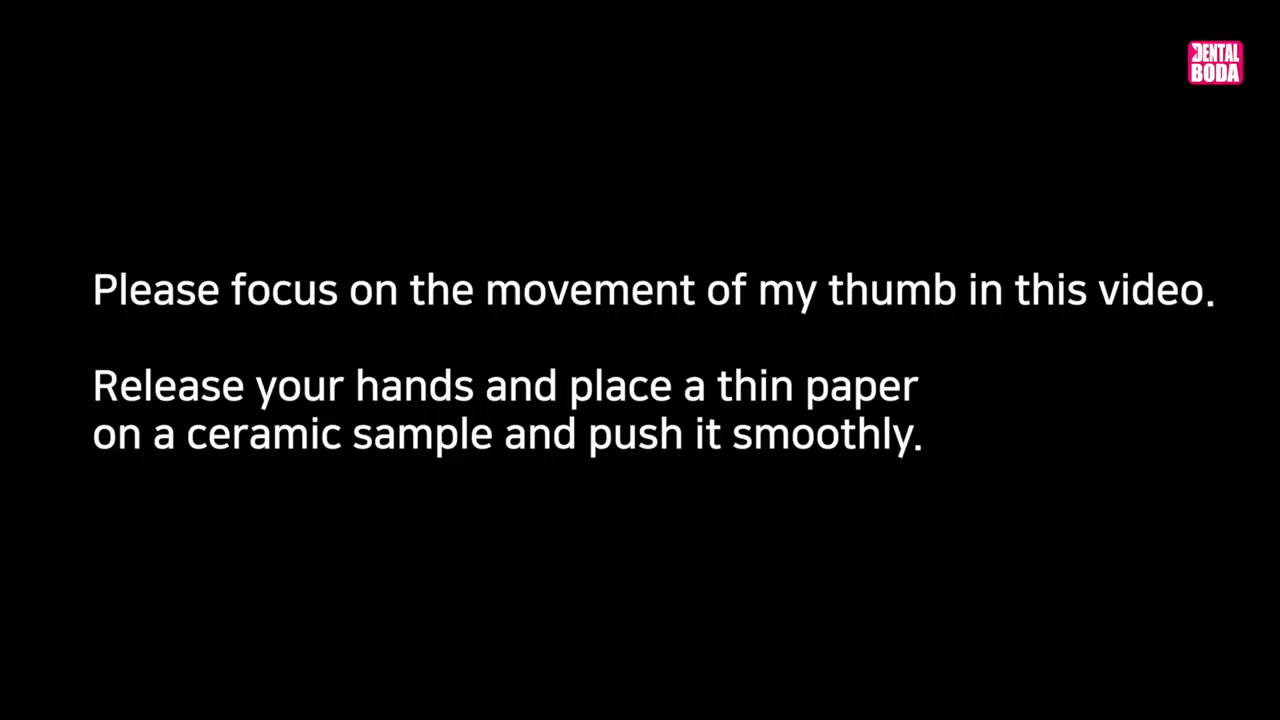 DENTAL
BODA
Please focus on the movement of my thumb in this video.
Release your hands and place a thin paper
on a ceramic sample and push it smoothly.